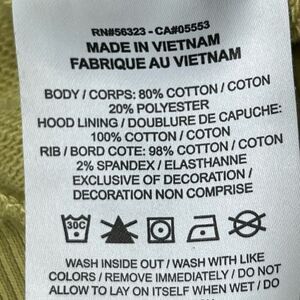 RN#56323 - CA#05553
MADE IN VIETNAM
FABRIQUE AU VIETNAM
BODY / CORPS: 80% COTTON / COTON
20% POLYESTER
HOOD LINING / DOUBLURE DE CAPUCHE:
100% COTTON / COTON
RIB / BORD COTE: 98% COTTON / COTON
2% SPANDEX / ELASTHANNE
EXCLUSIVE OF DECORATION /
DECORATION NON COMPRISE
30C
WASH INSIDE OUT / WASH WITH LIKE
COLORS / REMOVE IMMEDIATELY / DO NOT
ALLOW TO LAY ON ITSELF WHEN WET / DO